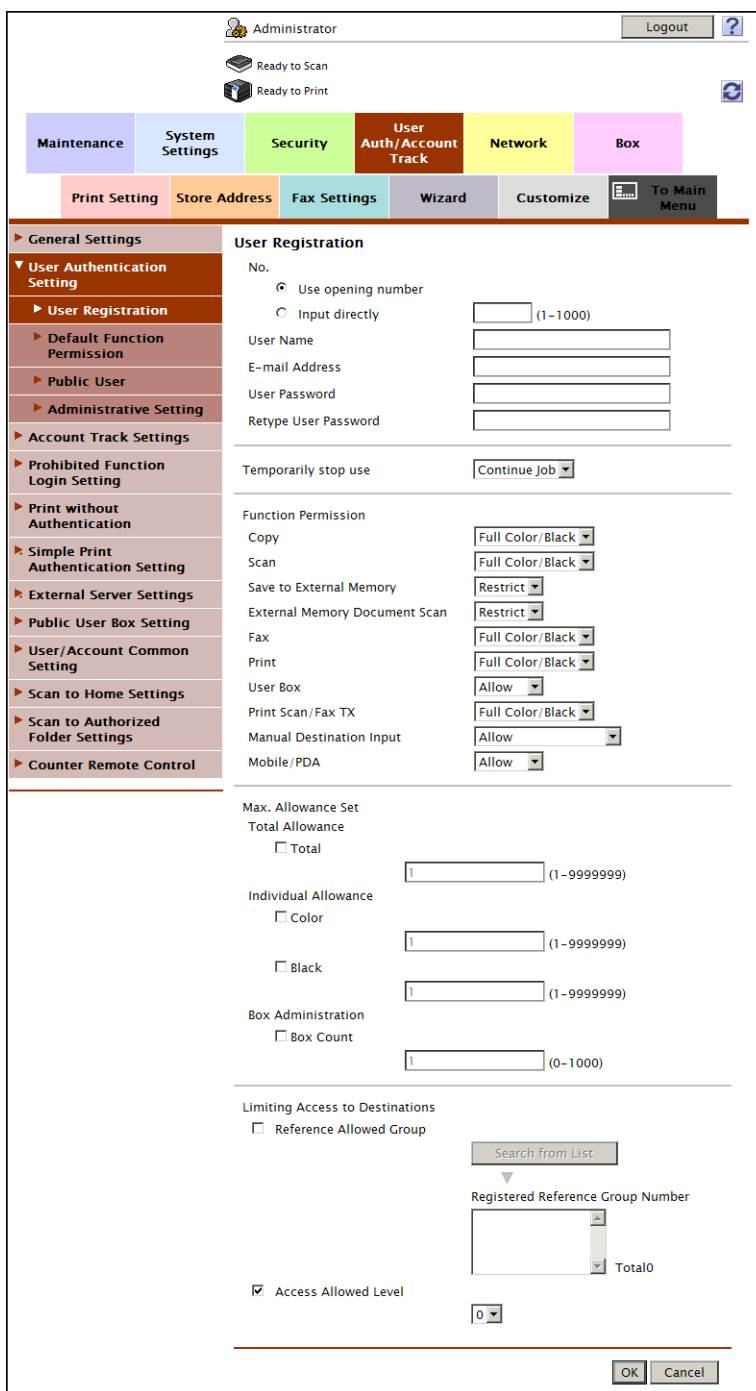 Administrator
Logout
?
Ready to Scan
Ready to Print
Maintenance
System
Settings
Security
User
Auth/Account
Track
Network
Box
Print Setting
Store Address
Fax Settings
Wizard
Customize
To Main
Menu
General Settings
User Authentication
Setting
User Registration
Default Function
Permission
Public User
Administrative Setting
Account Track Settings
Prohibited Function
Login Setting
Print without
Authentication
Simple Print
Authentication Setting
External Server Settings
Public User Box Setting
User/Account Common
Setting
Scan to Home Settings
Scan to Authorized
Folder Settings
Counter Remote Control
User Registration
No.
Use opening number
Input directly (1-1000)
User Name
E-mail Address
User Password
Retype User Password
Temporarily stop use Continue Job
Function Permission
Copy Full Color/Black
Scan Full Color/Black
Save to External Memory Restrict
External Memory Document Scan Restrict
Fax Full Color/Black
Print Full Color/Black
User Box Allow
Print Scan/Fax TX Full Color/Black
Manual Destination Input Allow
Mobile/PDA Allow
Max. Allowance Set
Total Allowance
Total
1 (1-9999999)
Individual Allowance
Color
1 (1-9999999)
Black
1 (1-9999999)
Box Administration
Box Count
1 (0-1000)
Limiting Access to Destinations
Reference Allowed Group
Search from List
Registered Reference Group Number
Total0
Access Allowed Level
0
OK Cancel